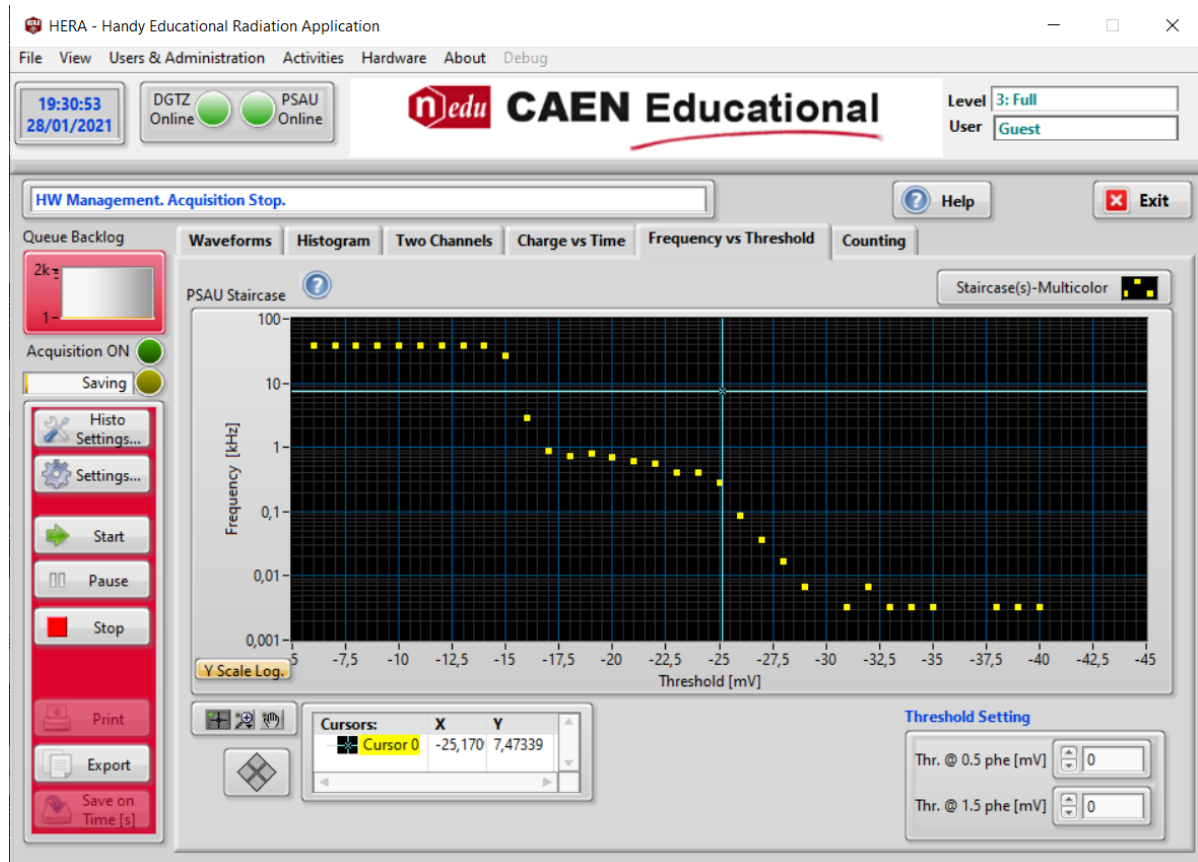 HERA - Handy Educational Radiation Application
File View Users & Administration Activities Hardware About Debug
19:30:53
28/01/2021
DGTZ
Online
PSAU
Online
n edu CAEN Educational
Level 3: Full
User Guest
HW Management. Acquisition Stop.
Help
Exit
Queue Backlog
2k
1
Acquisition ON
Saving
Histo
Settings...
Settings...
Start
Pause
Stop
Print
Export
Save on
Time [s]
Waveforms Histogram Two Channels Charge vs Time Frequency vs Threshold Counting
PSAU Staircase
Staircase(s)-Multicolor
Frequency [kHz]
100
10
1
0,1
0,01
0,001
-5 -7,5 -10 -12,5 -15 -17,5 -20 -22,5 -25 -27,5 -30 -32,5 -35 -37,5 -40 -42,5 -45
Threshold [mV]
Y Scale Log.
Cursors: X Y
Cursor 0 -25,170 7,47339
Threshold Setting
Thr. @ 0.5 phe [mV] 0
Thr. @ 1.5 phe [mV] 0